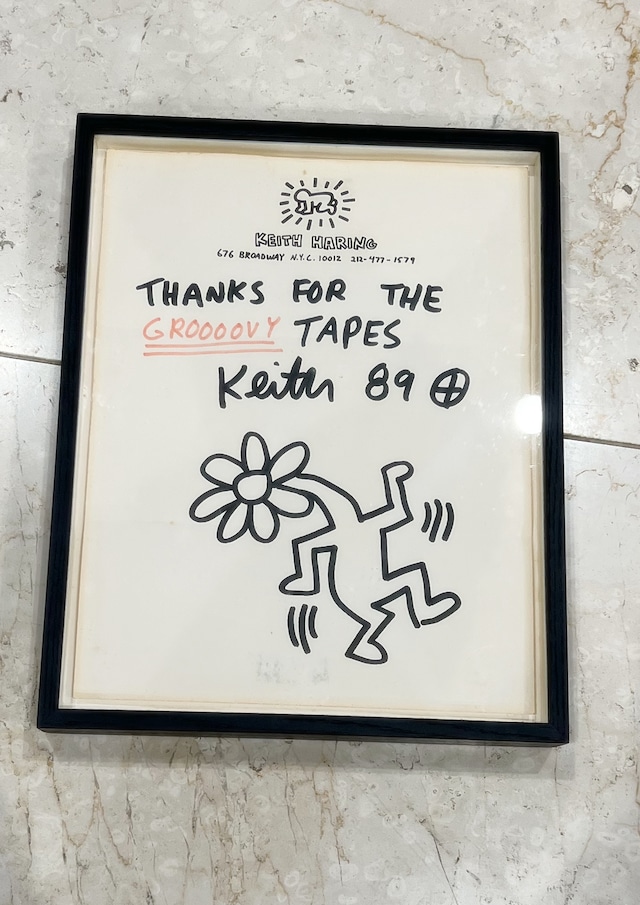 KEITH HARING
676 BROADWAY N.Y.C. 10012 212-477-1579
THANKS FOR THE
GROOOOVY TAPES
Keith 89 ⊕